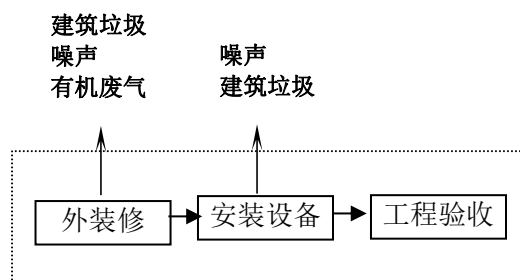 建筑垃圾
噪声
有机废气
噪声
建筑垃圾
外装修
安装设备
工程验收